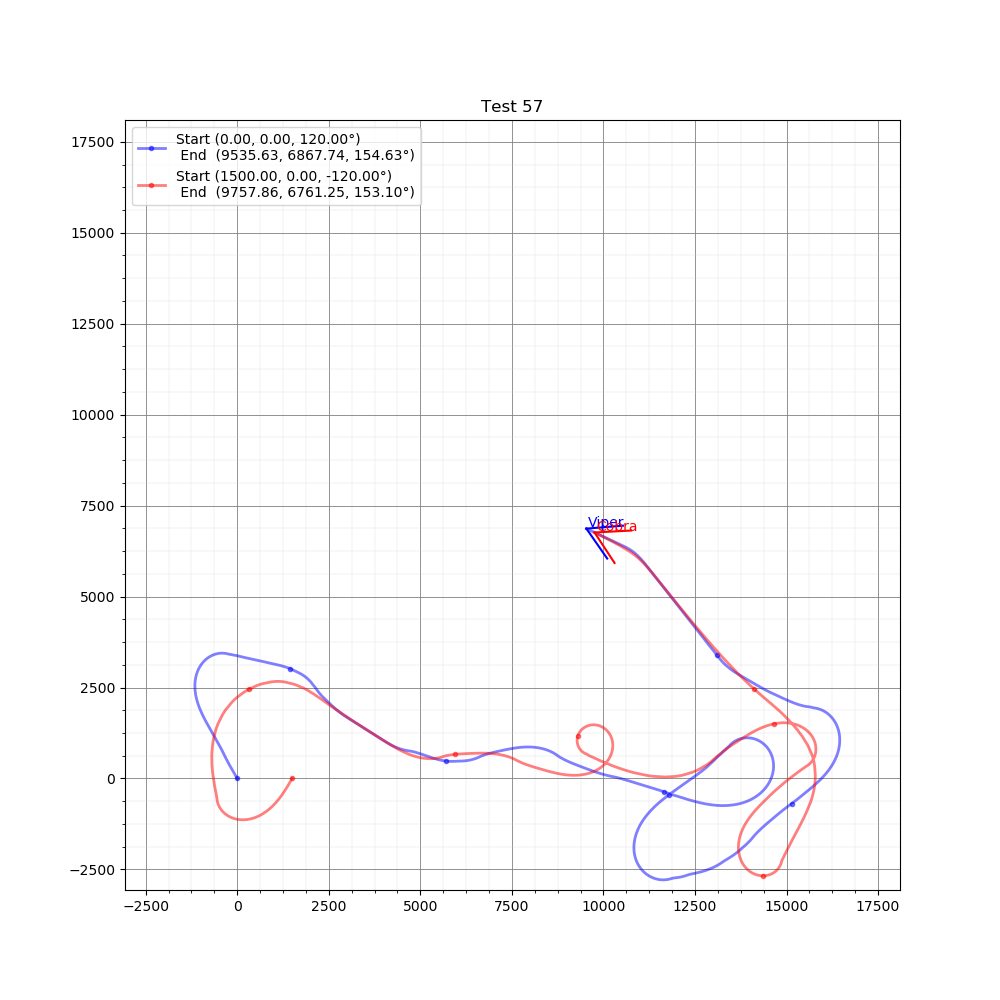 Test 57
Start (0.00, 0.00, 120.00°)
End (9535.63, 6867.74, 154.63°)
Start (1500.00, 0.00, -120.00°)
End (9757.86, 6761.25, 153.10°)
17500
15000
12500
10000
7500
5000
2500
0
−2500
Viper
Cobra
−2500 0 2500 5000 7500 10000 12500 15000 17500